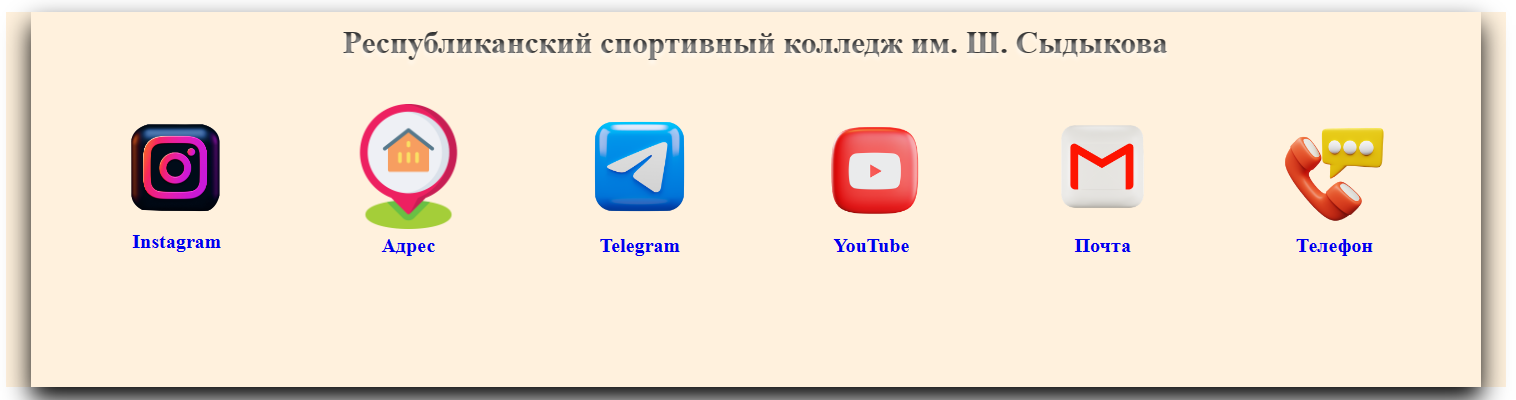 Республиканский спортивный колледж им. Ш. Сыдыкова
Instagram Адрес Telegram YouTube Почта Телефон